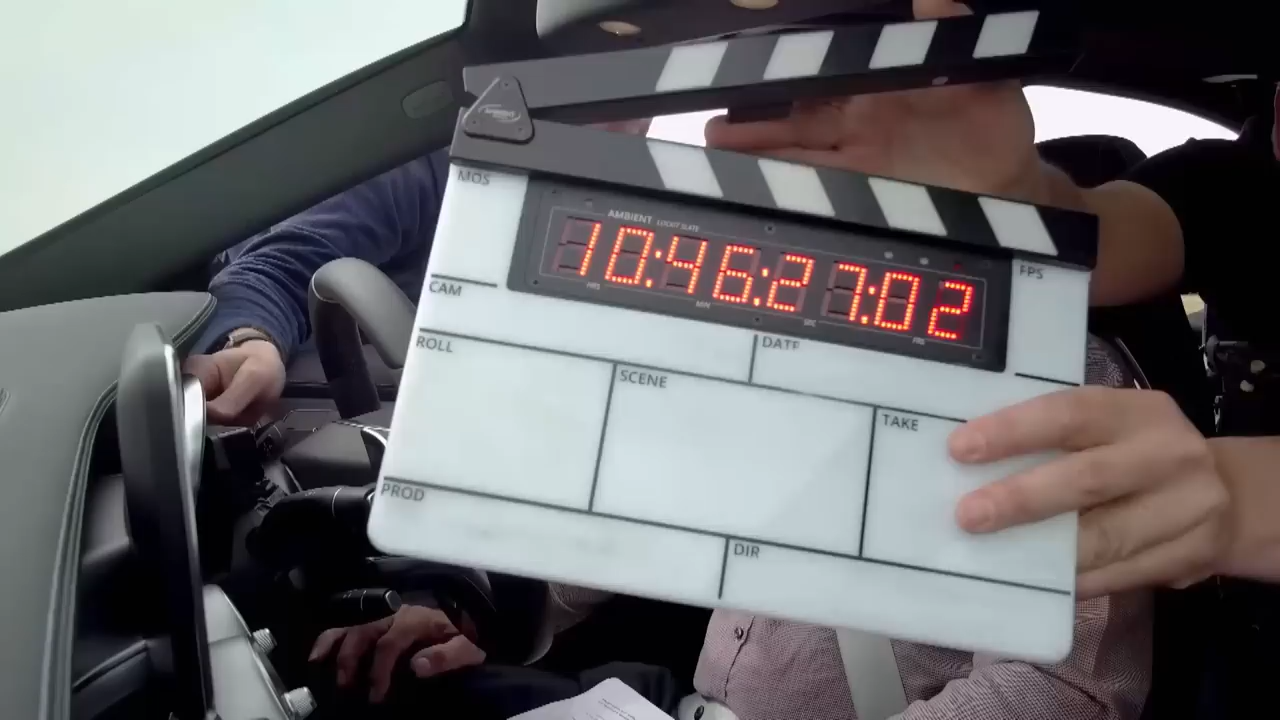 MOS
AMBIENT LOCKIT SLATE
10:46:27:02
HRS MIN SEC FRS
FPS
CAM
DATE
ROLL
SCENE
TAKE
PROD
DIR